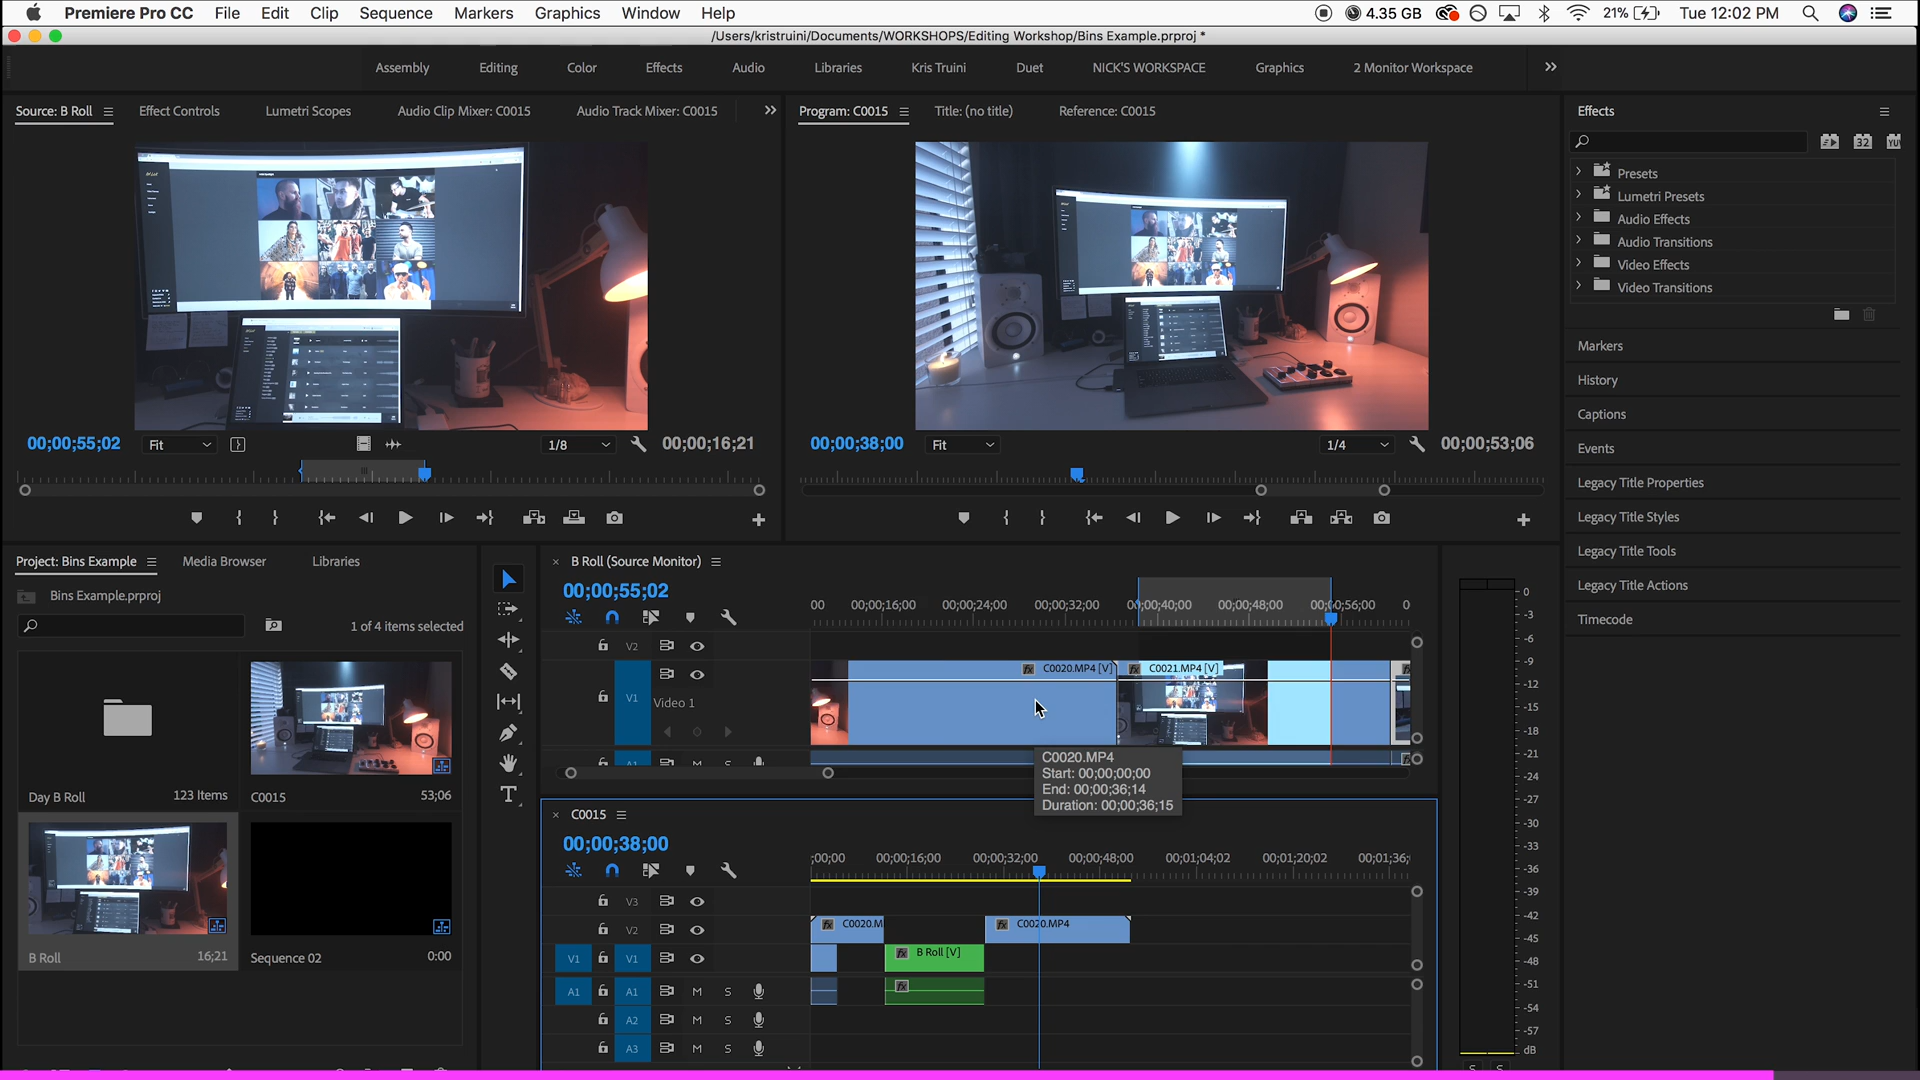 Premiere Pro CC File Edit Clip Sequence Markers Graphics Window Help 4.35 GB 21% Tue 12:02 PM
/Users/kristruini/Documents/WORKSHOPS/Editing Workshop/Bins Example.prproj *
Assembly Editing Color Effects Audio Libraries Kris Truini Duet NICK'S WORKSPACE Graphics 2 Monitor Workspace
Source: B Roll Effect Controls Lumetri Scopes Audio Clip Mixer: C0015 Audio Track Mixer: C0015
Program: C0015 Title: (no title) Reference: C0015
Effects
32 YUV
Presets
Lumetri Presets
Audio Effects
Audio Transitions
Video Effects
Video Transitions
Markers
History
Captions
Events
Legacy Title Properties
Legacy Title Styles
Legacy Title Tools
Legacy Title Actions
Timecode
00;00;55;02 Fit 1/8 00;00;16;21
00;00;38;00 Fit 1/4 00;00;53;06
Project: Bins Example Media Browser Libraries
Bins Example.prproj
1 of 4 items selected
Day B Roll 123 Items
C0015 53;06
B Roll 16;21
Sequence 02 0:00
B Roll (Source Monitor)
00;00;55;02
00 00;00;16;00 00;00;24;00 00;00;32;00 00;00;40;00 00;00;48;00 00;00;56;00 0
V2
V1 Video 1
C0020.MP4 [V] C0021.MP4 [V]
A1 M S
C0020.MP4
Start: 00;00;00;00
End: 00;00;36;14
Duration: 00;00;36;15
C0015
00;00;38;00
;00;00 00;00;16;00 00;00;32;00 00;00;48;00 00;01;04;02 00;01;20;02 00;01;36;
V3
V2 C0020.M C0020.MP4
V1 V1 B Roll [V]
A1 A1 M S
A2 M S
A3 M S
0
-3
-6
-9
-12
-15
-18
-21
-24
-27
-30
-33
-36
-39
-42
-45
-48
-51
-54
-57
dB
S S